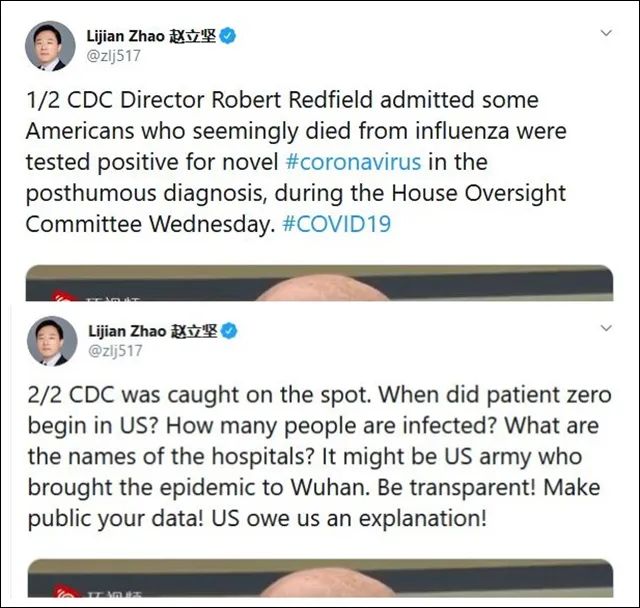 Lijian Zhao 赵立坚
@zlj517
1/2 CDC Director Robert Redfield admitted some
Americans who seemingly died from influenza were
tested positive for novel #coronavirus in the
posthumous diagnosis, during the House Oversight
Committee Wednesday. #COVID19
Lijian Zhao 赵立坚
@zlj517
2/2 CDC was caught on the spot. When did patient zero
begin in US? How many people are infected? What are
the names of the hospitals? It might be US army who
brought the epidemic to Wuhan. Be transparent! Make
public your data! US owe us an explanation!